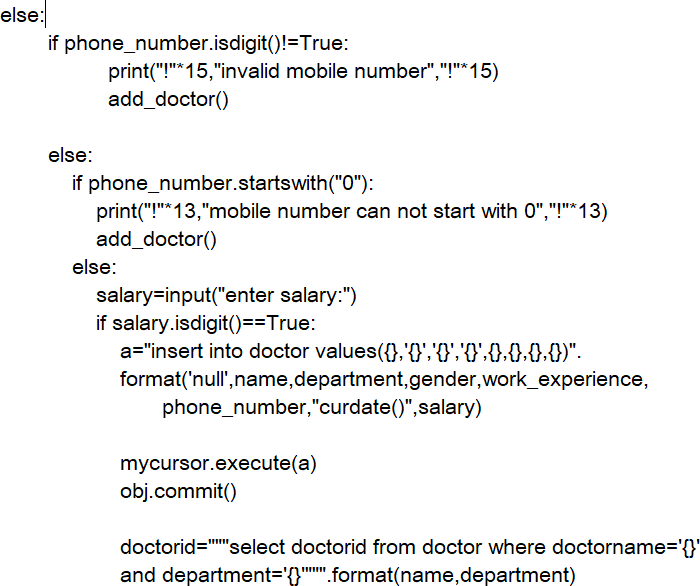 else:
if phone_number.isdigit()!=True:
print("!"*15,"invalid mobile number","!"*15)
add_doctor()
else:
if phone_number.startswith("0"):
print("!"*13,"mobile number can not start with 0","!"*13)
add_doctor()
else:
salary=input("enter salary:")
if salary.isdigit()==True:
a="insert into doctor values({},'{}','{}','{}',{},{},{},{})".
format('null',name,department,gender,work_experience,
phone_number,"curdate()",salary)
mycursor.execute(a)
obj.commit()
doctorid="""select doctorid from doctor where doctorname='{}'
and department='{}'""".format(name,department)